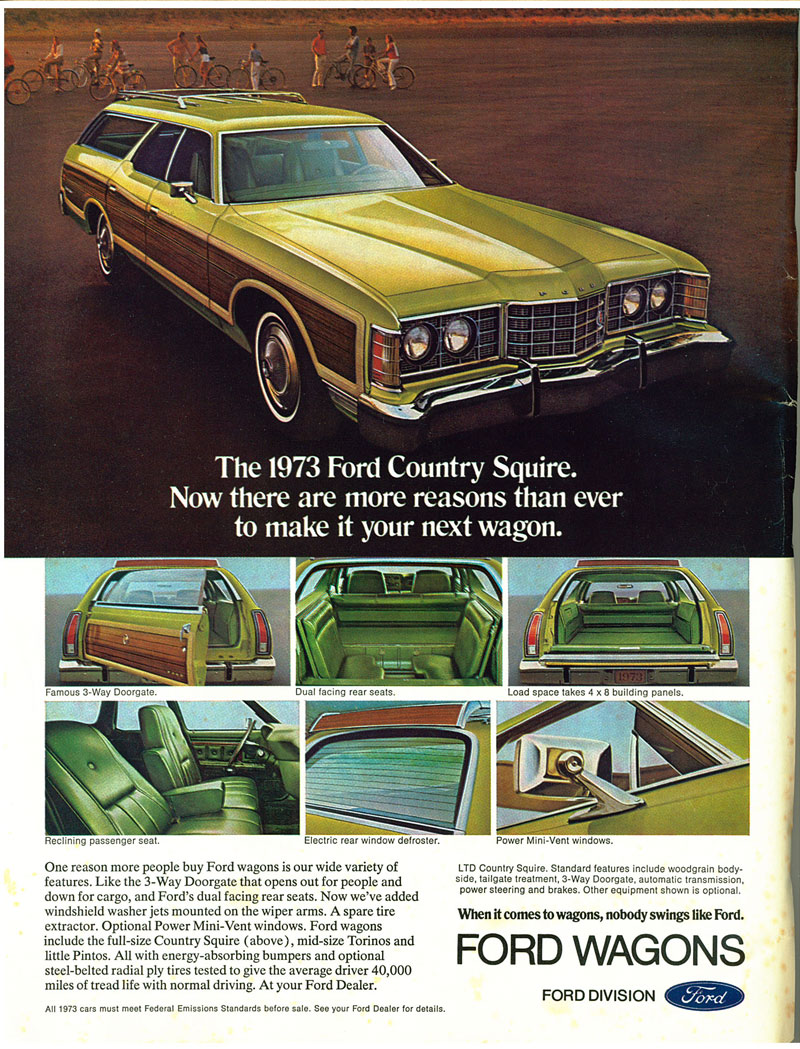 FORD
The 1973 Ford Country Squire.
Now there are more reasons than ever
to make it your next wagon.
1973
Famous 3-Way Doorgate.
Dual facing rear seats.
Load space takes 4 x 8 building panels.
Reclining passenger seat.
Electric rear window defroster.
Power Mini-Vent windows.
One reason more people buy Ford wagons is our wide variety of
features. Like the 3-Way Doorgate that opens out for people and
down for cargo, and Ford's dual facing rear seats. Now we've added
windshield washer jets mounted on the wiper arms. A spare tire
extractor. Optional Power Mini-Vent windows. Ford wagons
include the full-size Country Squire (above), mid-size Torinos and
little Pintos. All with energy-absorbing bumpers and optional
steel-belted radial ply tires tested to give the average driver 40,000
miles of tread life with normal driving. At your Ford Dealer.
All 1973 cars must meet Federal Emissions Standards before sale. See your Ford Dealer for details.
LTD Country Squire. Standard features include woodgrain body-
side, tailgate treatment, 3-Way Doorgate, automatic transmission,
power steering and brakes. Other equipment shown is optional.
When it comes to wagons, nobody swings like Ford.
FORD WAGONS
FORD DIVISION Ford